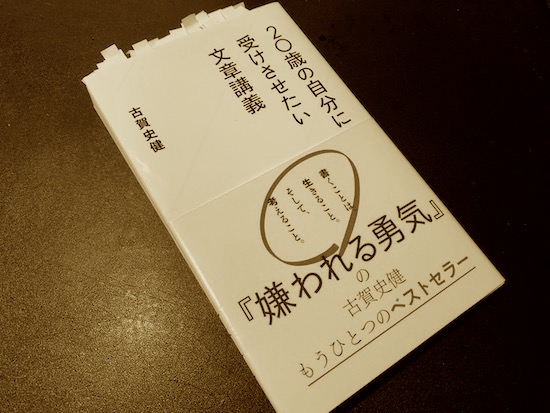 20歳の自分に
受けさせたい
文章講義
古賀史健
書くことは
生きること。
そして、
考えること。
『嫌われる勇気』
の
古賀史健
もうひとつのベストセラー